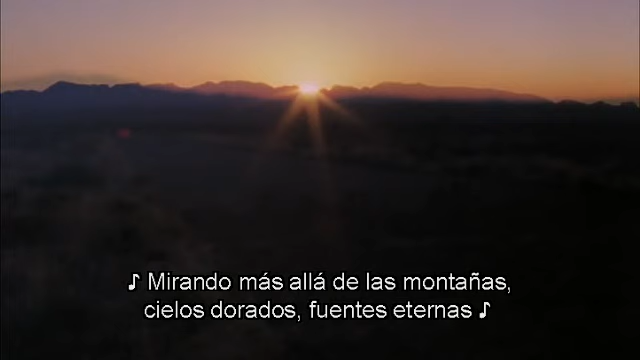 ♪ Mirando más allá de las montañas,
cielos dorados, fuentes eternas ♪